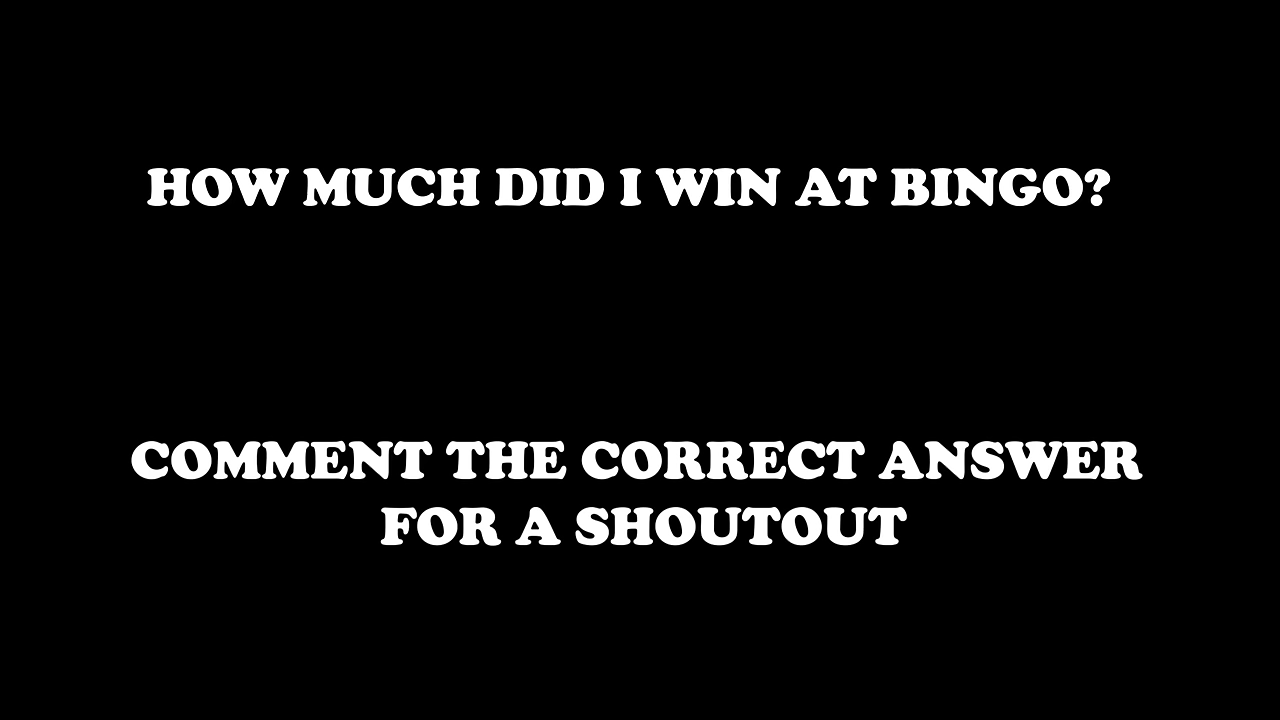 HOW MUCH DID I WIN AT BINGO?
COMMENT THE CORRECT ANSWER
FOR A SHOUTOUT